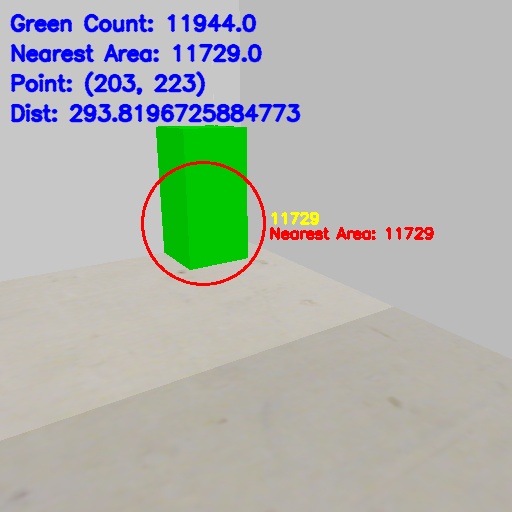 Green Count: 11944.0
Nearest Area: 11729.0
Point: (203, 223)
Dist: 293.8196725884773
11729
Nearest Area: 11729